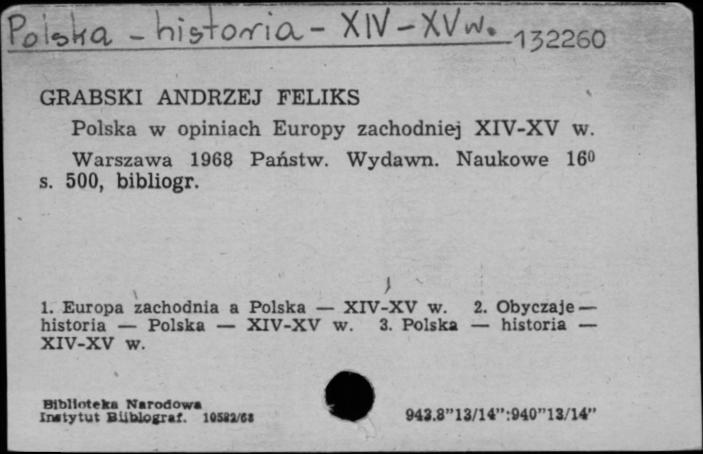 Polska - historia - XIV - XV w. 132260
GRABSKI ANDRZEJ FELIKS
Polska w opiniach Europy zachodniej XIV-XV w.
Warszawa 1968 Państw. Wydawn. Naukowe 16⁰
s. 500, bibliogr.
1. Europa zachodnia a Polska — XIV-XV w. 2. Obyczaje —
historia — Polska — XIV-XV w. 3. Polska — historia —
XIV-XV w.
Biblioteka Narodowa
Instytut Bibliograf. 10582/68 943.8"13/14":940"13/14"